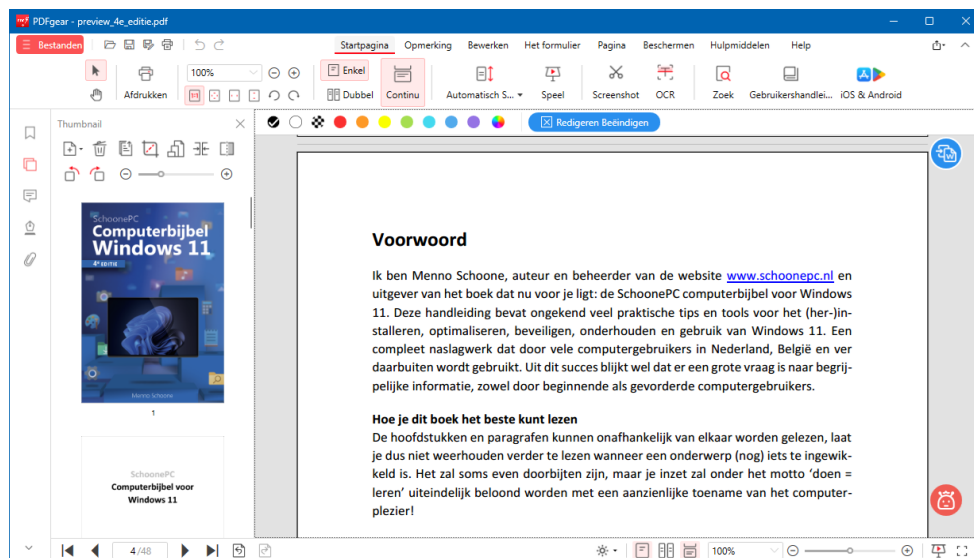 PDFgear - preview_4e_editie.pdf
Bestanden
Startpagina Opmerking Bewerken Het formulier Pagina Beschermen Hulpmiddelen Help
100%
Enkel
Afdrukken
Dubbel
Continu
Automatisch S...
Speel
Screenshot
OCR
Zoek
Gebruikershandlei...
iOS & Android
Thumbnail
Redigeren Beëindigen
SchoonePC
Computerbijbel
Windows 11
4e EDITIE
Menno Schoone
1
SchoonePC
Computerbijbel voor
Windows 11
Voorwoord
Ik ben Menno Schoone, auteur en beheerder van de website www.schoonepc.nl en
uitgever van het boek dat nu voor je ligt: de SchoonePC computerbijbel voor Windows
11. Deze handleiding bevat ongekend veel praktische tips en tools voor het (her-)in-
stalleren, optimaliseren, beveiligen, onderhouden en gebruik van Windows 11. Een
compleet naslagwerk dat door vele computergebruikers in Nederland, België en ver
daarbuiten wordt gebruikt. Uit dit succes blijkt wel dat er een grote vraag is naar begrij-
pelijke informatie, zowel door beginnende als gevorderde computergebruikers.
Hoe je dit boek het beste kunt lezen
De hoofdstukken en paragrafen kunnen onafhankelijk van elkaar worden gelezen, laat
je dus niet weerhouden verder te lezen wanneer een onderwerp (nog) iets te ingewik-
keld is. Het zal soms even doorbijten zijn, maar je inzet zal onder het motto ‘doen =
leren’ uiteindelijk beloond worden met een aanzienlijke toename van het computer-
plezier!
4/48
100%